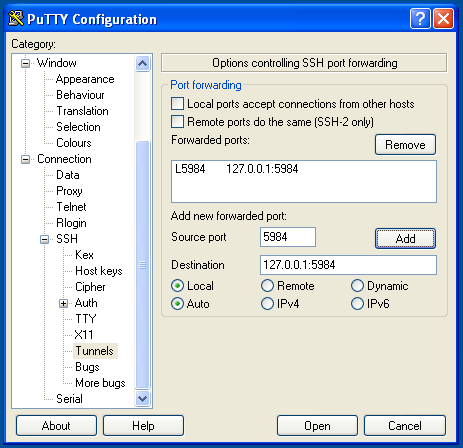 PuTTY Configuration
Category:
Window
Appearance
Behaviour
Translation
Selection
Colours
Connection
Data
Proxy
Telnet
Rlogin
SSH
Kex
Host keys
Cipher
Auth
TTY
X11
Tunnels
Bugs
More bugs
Serial
Options controlling SSH port forwarding
Port forwarding
Local ports accept connections from other hosts
Remote ports do the same (SSH-2 only)
Forwarded ports: Remove
L5984 127.0.0.1:5984
Add new forwarded port:
Source port 5984 Add
Destination 127.0.0.1:5984
Local Remote Dynamic
Auto IPv4 IPv6
About Help Open Cancel